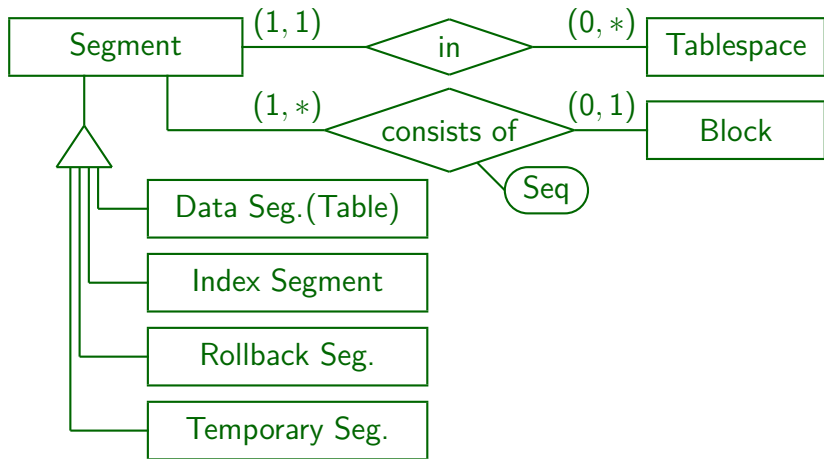 Segment (1, 1) in (0, ∗) Tablespace
(1, ∗) consists of (0, 1) Block
Seq
Data Seg.(Table)
Index Segment
Rollback Seg.
Temporary Seg.